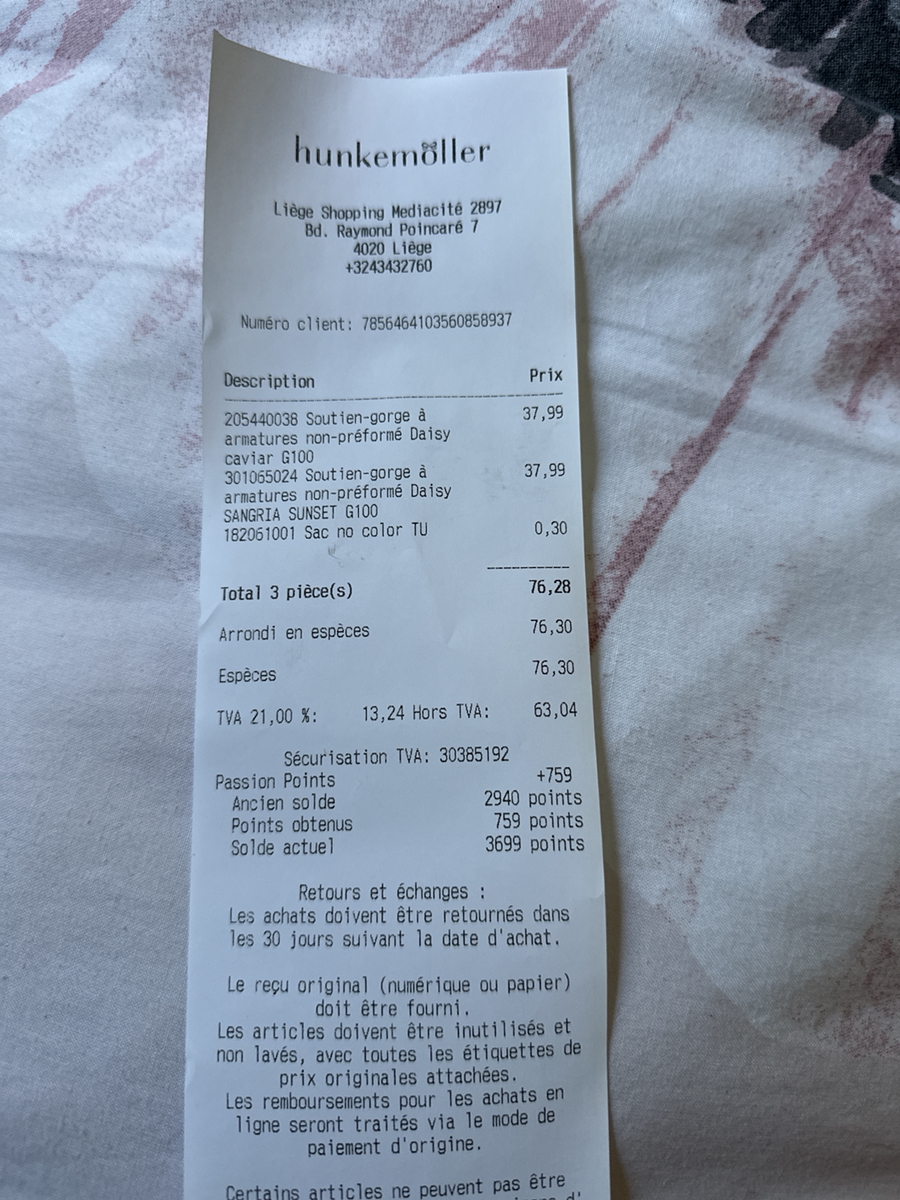 hunkemöller
Liège Shopping Mediacité 2897
Bd. Raymond Poincaré 7
4020 Liège
+3243432760
Numéro client: 7856464103560858937
Description Prix
205440038 Soutien-gorge à 37,99
armatures non-préformé Daisy
caviar G100
301065024 Soutien-gorge à 37,99
armatures non-préformé Daisy
SANGRIA SUNSET G100
182061001 Sac no color TU 0,30
Total 3 pièce(s) 76,28
Arrondi en espèces 76,30
Espèces 76,30
TVA 21,00 %: 13,24 Hors TVA: 63,04
Sécurisation TVA: 30385192
Passion Points +759
Ancien solde 2940 points
Points obtenus 759 points
Solde actuel 3699 points
Retours et échanges :
Les achats doivent être retournés dans
les 30 jours suivant la date d'achat.
Le reçu original (numérique ou papier)
doit être fourni.
Les articles doivent être inutilisés et
non lavés, avec toutes les étiquettes de
prix originales attachées.
Les remboursements pour les achats en
ligne seront traités via le mode de
paiement d'origine.
Certains articles ne peuvent pas être